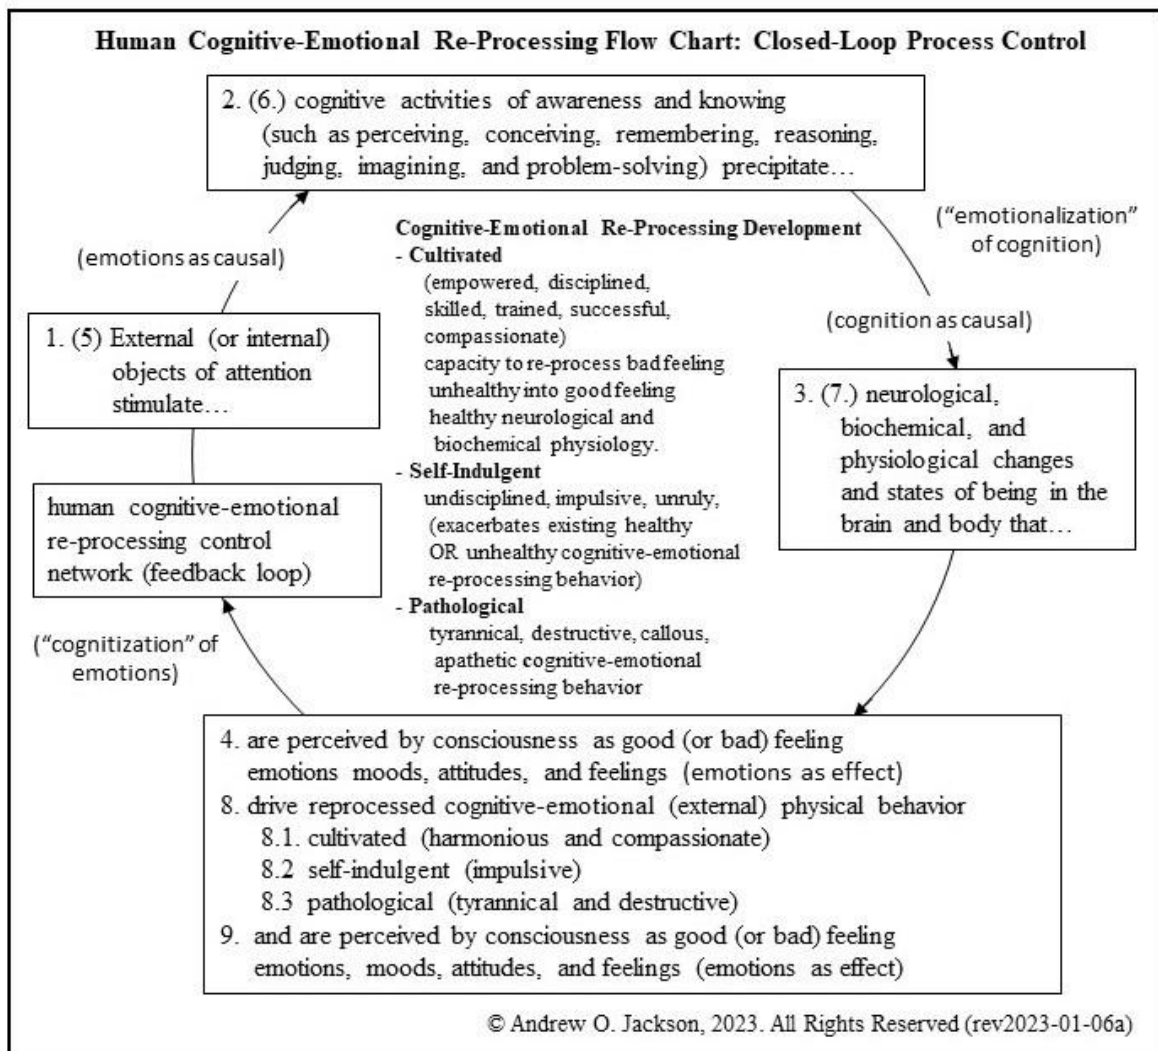 Human Cognitive-Emotional Re-Processing Flow Chart: Closed-Loop Process Control
2. (6.) cognitive activities of awareness and knowing
(such as perceiving, conceiving, remembering, reasoning,
judging, imagining, and problem-solving) precipitate…
(“emotionalization”
of cognition)
(cognition as causal)
(emotions as causal)
1. (5) External (or internal)
objects of attention
stimulate…
Cognitive-Emotional Re-Processing Development
- Cultivated
(empowered, disciplined,
skilled, trained, successful,
compassionate)
capacity to re-process bad feeling
unhealthy into good feeling
healthy neurological and
biochemical physiology.
- Self-Indulgent
undisciplined, impulsive, unruly,
(exacerbates existing healthy
OR unhealthy cognitive-emotional
re-processing behavior)
- Pathological
tyrannical, destructive, callous,
apathetic cognitive-emotional
re-processing behavior
3. (7.) neurological,
biochemical, and
physiological changes
and states of being in the
brain and body that…
human cognitive-emotional
re-processing control
network (feedback loop)
(“cognitization” of
emotions)
4. are perceived by consciousness as good (or bad) feeling
emotions moods, attitudes, and feelings (emotions as effect)
8. drive reprocessed cognitive-emotional (external) physical behavior
8.1. cultivated (harmonious and compassionate)
8.2 self-indulgent (impulsive)
8.3 pathological (tyrannical and destructive)
9. and are perceived by consciousness as good (or bad) feeling
emotions, moods, attitudes, and feelings (emotions as effect)
© Andrew O. Jackson, 2023. All Rights Reserved (rev2023-01-06a)